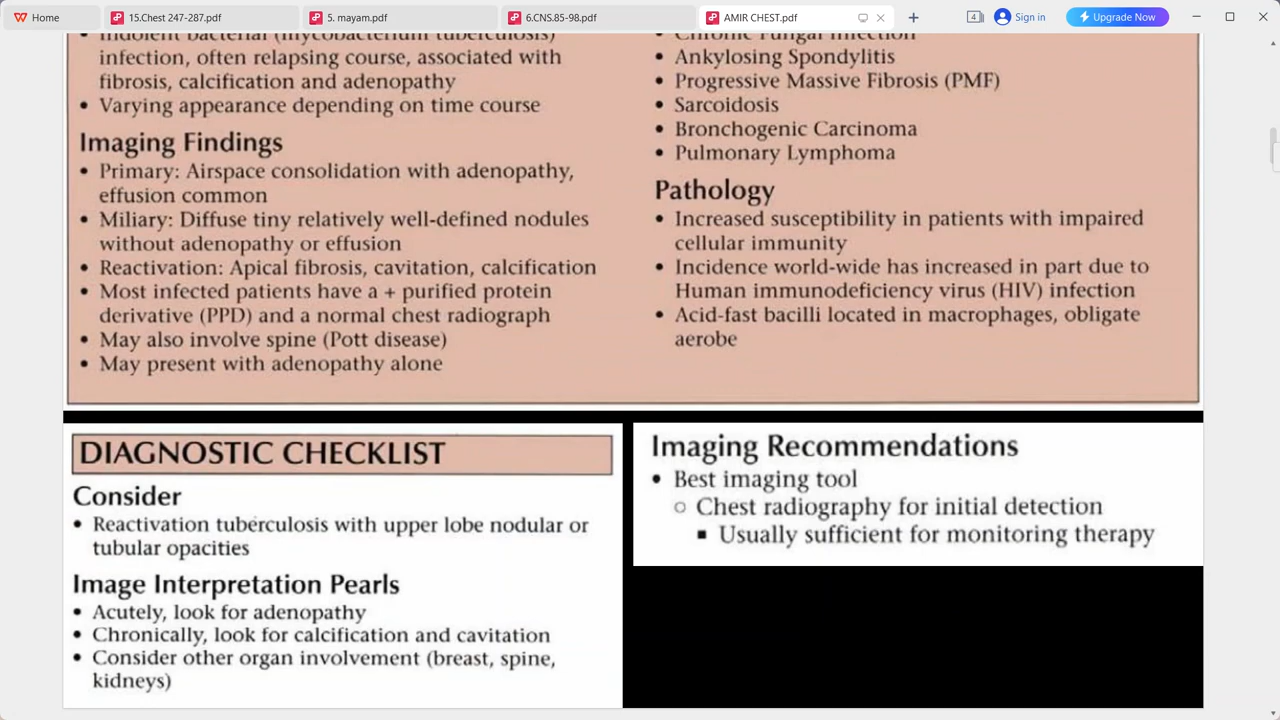 Home
15.Chest 247-287.pdf
5. mayam.pdf
6.CNS.85-98.pdf
AMIR CHEST.pdf
4
Sign in
Upgrade Now
infection, often relapsing course, associated with
fibrosis, calcification and adenopathy
• Varying appearance depending on time course
Imaging Findings
• Primary: Airspace consolidation with adenopathy,
effusion common
• Miliary: Diffuse tiny relatively well-defined nodules
without adenopathy or effusion
• Reactivation: Apical fibrosis, cavitation, calcification
• Most infected patients have a + purified protein
derivative (PPD) and a normal chest radiograph
• May also involve spine (Pott disease)
• May present with adenopathy alone
• Chronic Fungal Infection
• Ankylosing Spondylitis
• Progressive Massive Fibrosis (PMF)
• Sarcoidosis
• Bronchogenic Carcinoma
• Pulmonary Lymphoma
Pathology
• Increased susceptibility in patients with impaired
cellular immunity
• Incidence world-wide has increased in part due to
Human immunodeficiency virus (HIV) infection
• Acid-fast bacilli located in macrophages, obligate
aerobe
DIAGNOSTIC CHECKLIST
Consider
• Reactivation tuberculosis with upper lobe nodular or
tubular opacities
Image Interpretation Pearls
• Acutely, look for adenopathy
• Chronically, look for calcification and cavitation
• Consider other organ involvement (breast, spine,
kidneys)
Imaging Recommendations
• Best imaging tool
○ Chest radiography for initial detection
▪ Usually sufficient for monitoring therapy